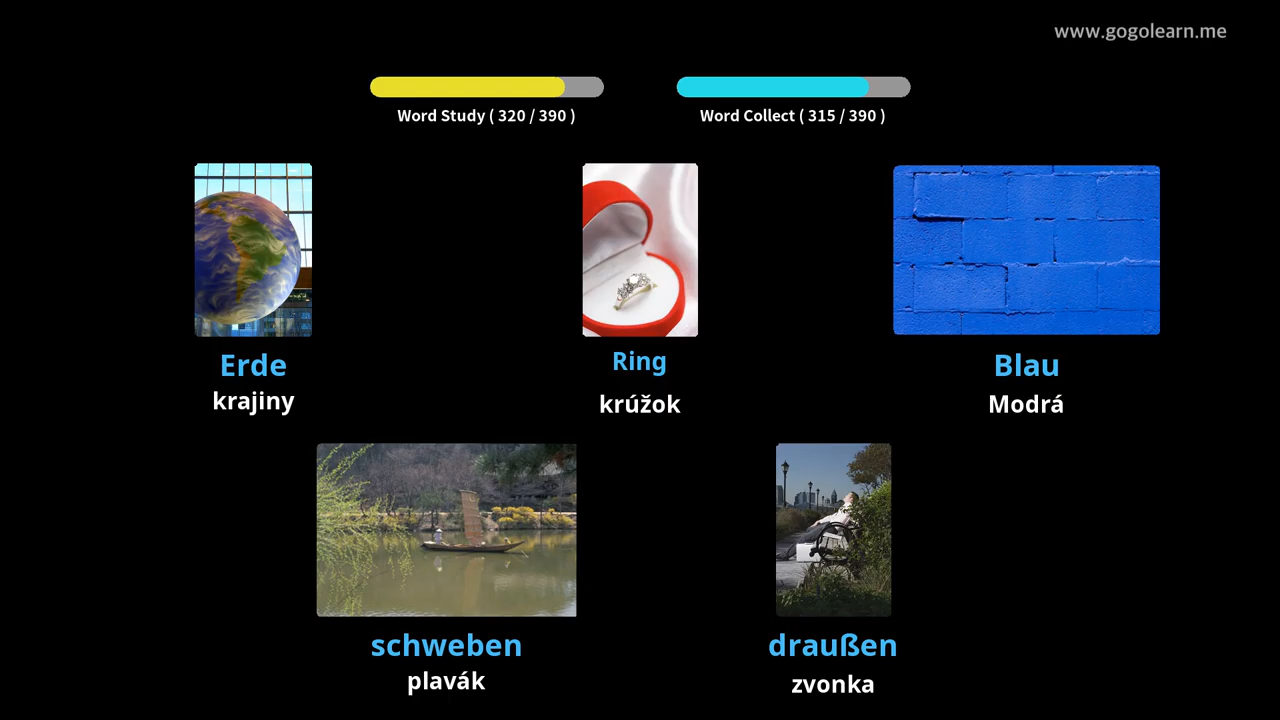 www.gogolearn.me
Word Study ( 320 / 390 )
Word Collect ( 315 / 390 )
Erde
krajiny
Ring
krúžok
Blau
Modrá
schweben
plavák
draußen
zvonka